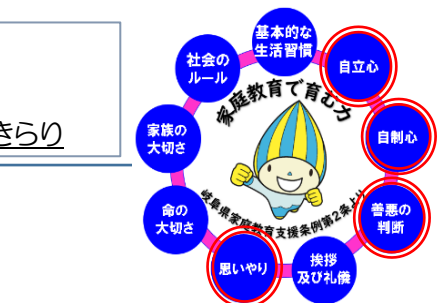 きらり
基本的な
生活習慣
自立心
自制心
善悪の
判断
挨拶
及び礼儀
思いやり
命の
大切さ
家族の
大切さ
社会の
ルール
家庭教育で育む力
岐阜県家庭教育支援条例第2条より